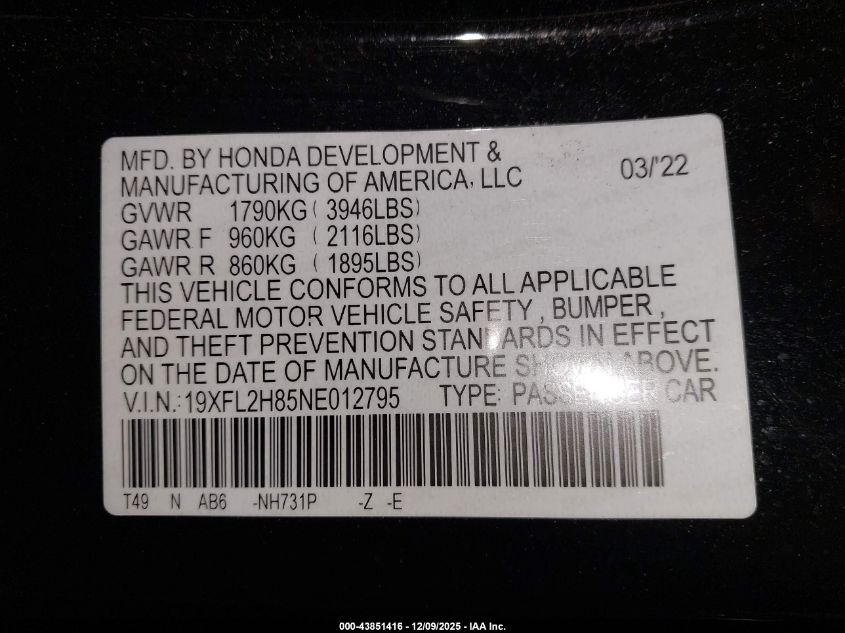 MFD. BY HONDA DEVELOPMENT &
MANUFACTURING OF AMERICA, LLC 03/'22
GVWR 1790KG ( 3946LBS)
GAWR F 960KG ( 2116LBS)
GAWR R 860KG ( 1895LBS)
THIS VEHICLE CONFORMS TO ALL APPLICABLE
FEDERAL MOTOR VEHICLE SAFETY , BUMPER ,
AND THEFT PREVENTION STANDARDS IN EFFECT
ON THE DATE OF MANUFACTURE SHOWN ABOVE.
V.I.N.:19XFL2H85NE012795 TYPE: PASSENGER CAR
T49 N AB6 -NH731P -Z -E
000-43851416 - 12/09/2025 - IAA Inc.